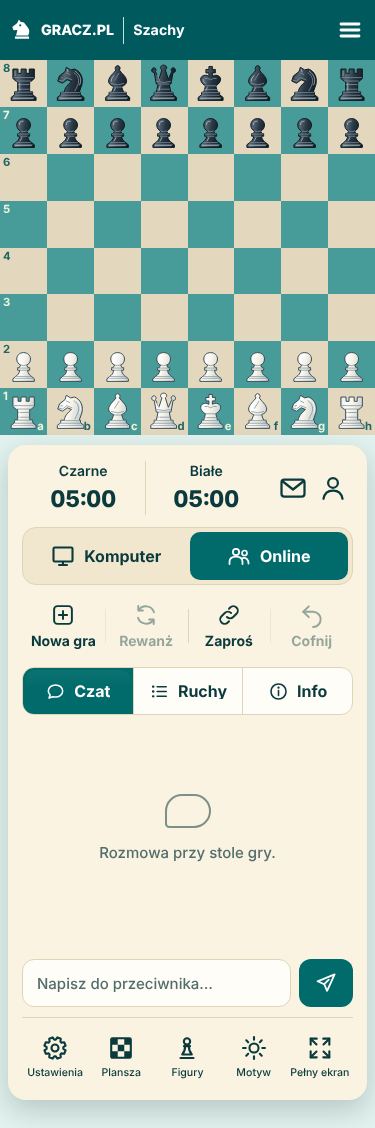 GRACZ.PL | Szachy
8
7
6
5
4
3
2
1 a b c d e f g h
Czarne Białe
05:00 05:00
Komputer Online
Nowa gra Rewanż Zaproś Cofnij
Czat Ruchy Info
Rozmowa przy stole gry.
Napisz do przeciwnika...
Ustawienia Plansza Figury Motyw Pełny ekran